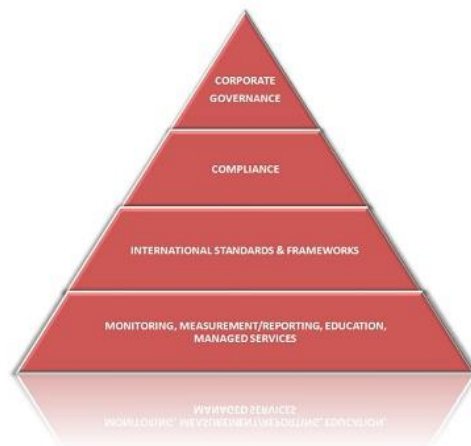 CORPORATE
GOVERNANCE
COMPLIANCE
INTERNATIONAL STANDARDS & FRAMEWORKS
MONITORING, MEASUREMENT/REPORTING, EDUCATION,
MANAGED SERVICES